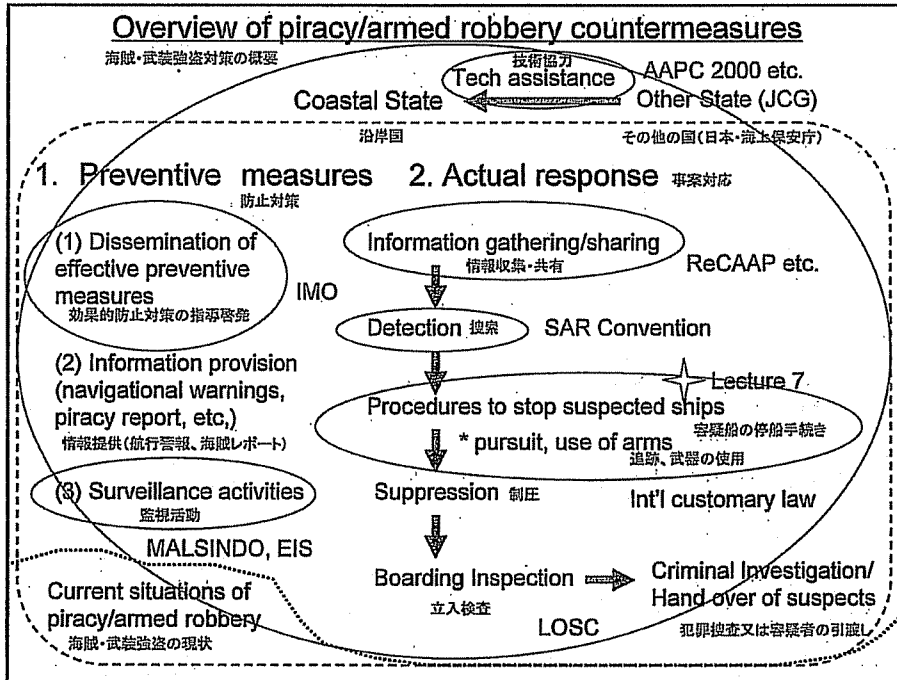 Overview of piracy/armed robbery countermeasures
海賊・武装強盗対策の概要
技術協力
Tech assistance
AAPC 2000 etc.
Coastal State
Other State (JCG)
沿岸国
その他の国(日本・海上保安庁)
1. Preventive measures
防止対策
2. Actual response 事案対応
(1) Dissemination of
effective preventive
measures
効果的防止対策の指導啓発
IMO
(2) Information provision
(navigational warnings,
piracy report, etc,)
情報提供(航行警報、海賊レポート)
(3) Surveillance activities
監視活動
MALSINDO, EIS
Current situations of
piracy/armed robbery
海賊・武装強盗の現状
Information gathering/sharing
情報収集・共有
ReCAAP etc.
Detection 捜索
SAR Convention
Lecture 7
Procedures to stop suspected ships
容疑船の停船手続き
* pursuit, use of arms
追跡、武器の使用
Suppression 制圧
Int'l customary law
Boarding Inspection
立入検査
Criminal Investigation/
Hand over of suspects
犯罪捜査又は容疑者の引渡し
LOSC